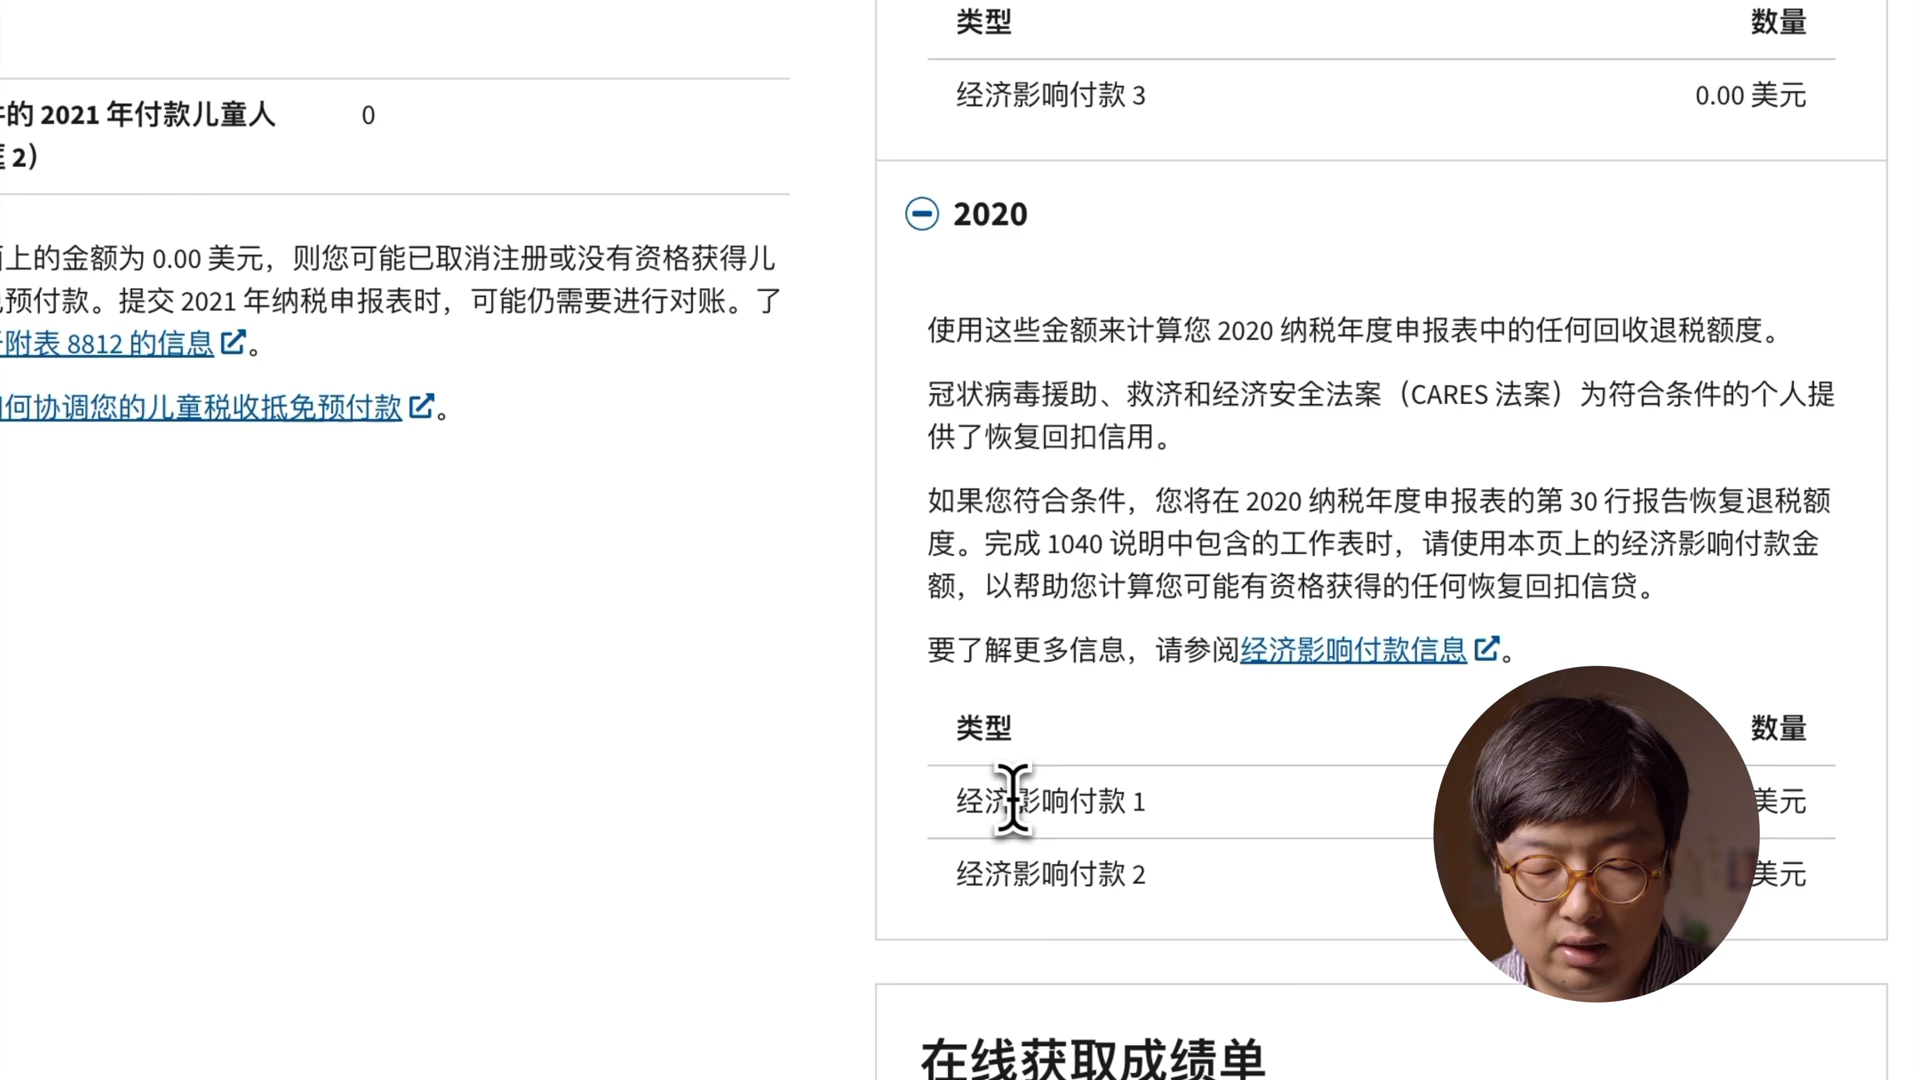 的 2021 年付款儿童人 0
2）
上的金额为 0.00 美元，则您可能已取消注册或没有资格获得儿
预付款。提交 2021 年纳税申报表时，可能仍需要进行对账。了
附表 8812 的信息。
何协调您的儿童税收抵免预付款。
类型 数量
经济影响付款 3 0.00 美元
2020
使用这些金额来计算您 2020 纳税年度申报表中的任何回收退税额度。
冠状病毒援助、救济和经济安全法案（CARES 法案）为符合条件的个人提
供了恢复回扣信用。
如果您符合条件，您将在 2020 纳税年度申报表的第 30 行报告恢复退税额
度。完成 1040 说明中包含的工作表时，请使用本页上的经济影响付款金
额，以帮助您计算您可能有资格获得的任何恢复回扣信贷。
要了解更多信息，请参阅经济影响付款信息。
类型 数量
经济影响付款 1 美元
经济影响付款 2 美元
在线获取成绩单